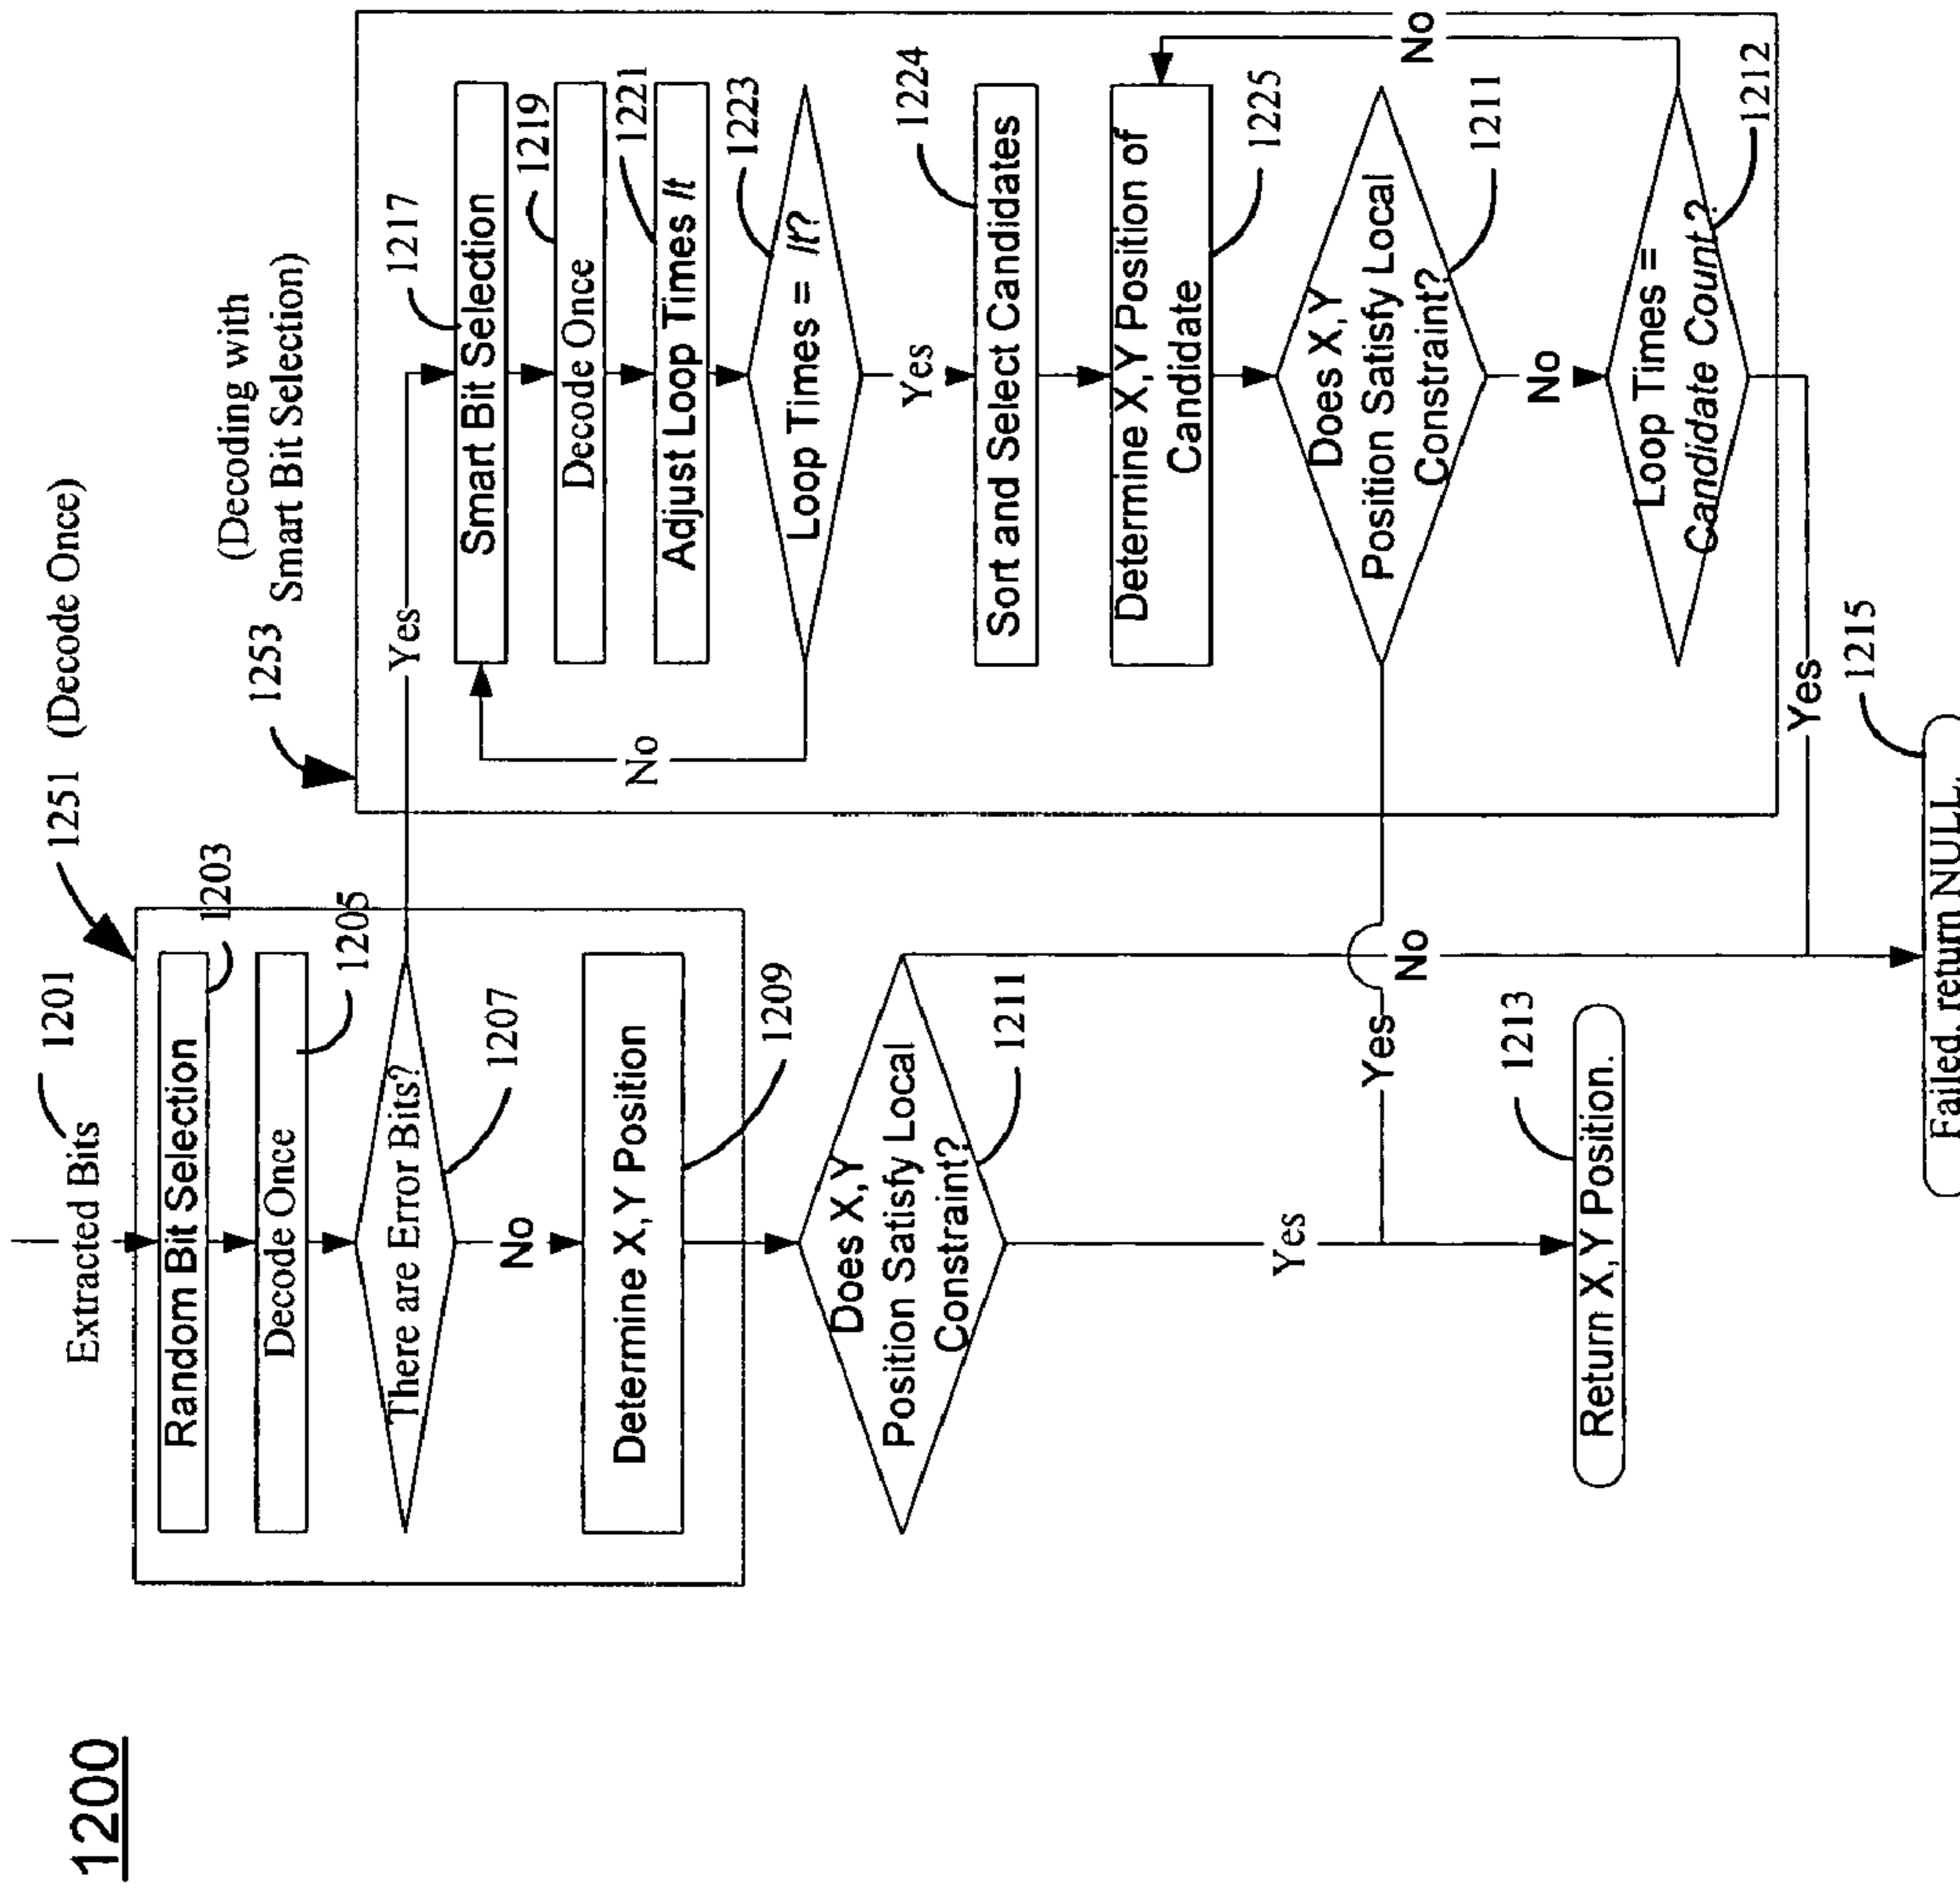 1200
1201
Extracted Bits
1251 (Decode Once)
Random Bit Selection
1203
Decode Once
1205
There are Error Bits?
1207
Yes
No
Determine X,Y Position
1209
Does X,Y
Position Satisfy Local
Constraint?
1211
Yes
No
Return X,Y Position.
1213
1253
(Decoding with
Smart Bit Selection)
Smart Bit Selection
1217
Decode Once
1219
Adjust Loop Times lt
1221
Loop Times = lt?
1223
No
Yes
Sort and Select Candidates
1224
Determine X,Y Position of
Candidate
1225
Does X,Y
Position Satisfy Local
Constraint?
1211
Yes
No
Loop Times =
Candidate Count ?
1212
No
Yes
1215
Failed, return NULL.